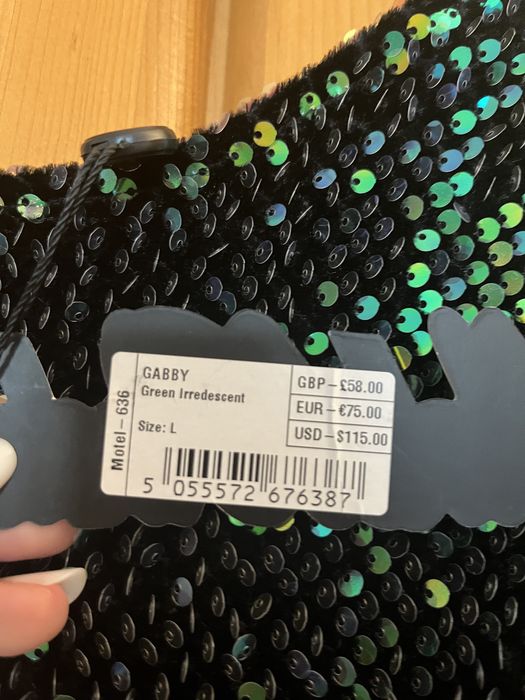 Motel – 636
GABBY
Green Irredescent
Size: L
GBP – £58.00
EUR – €75.00
USD – $115.00
5 055572 676387